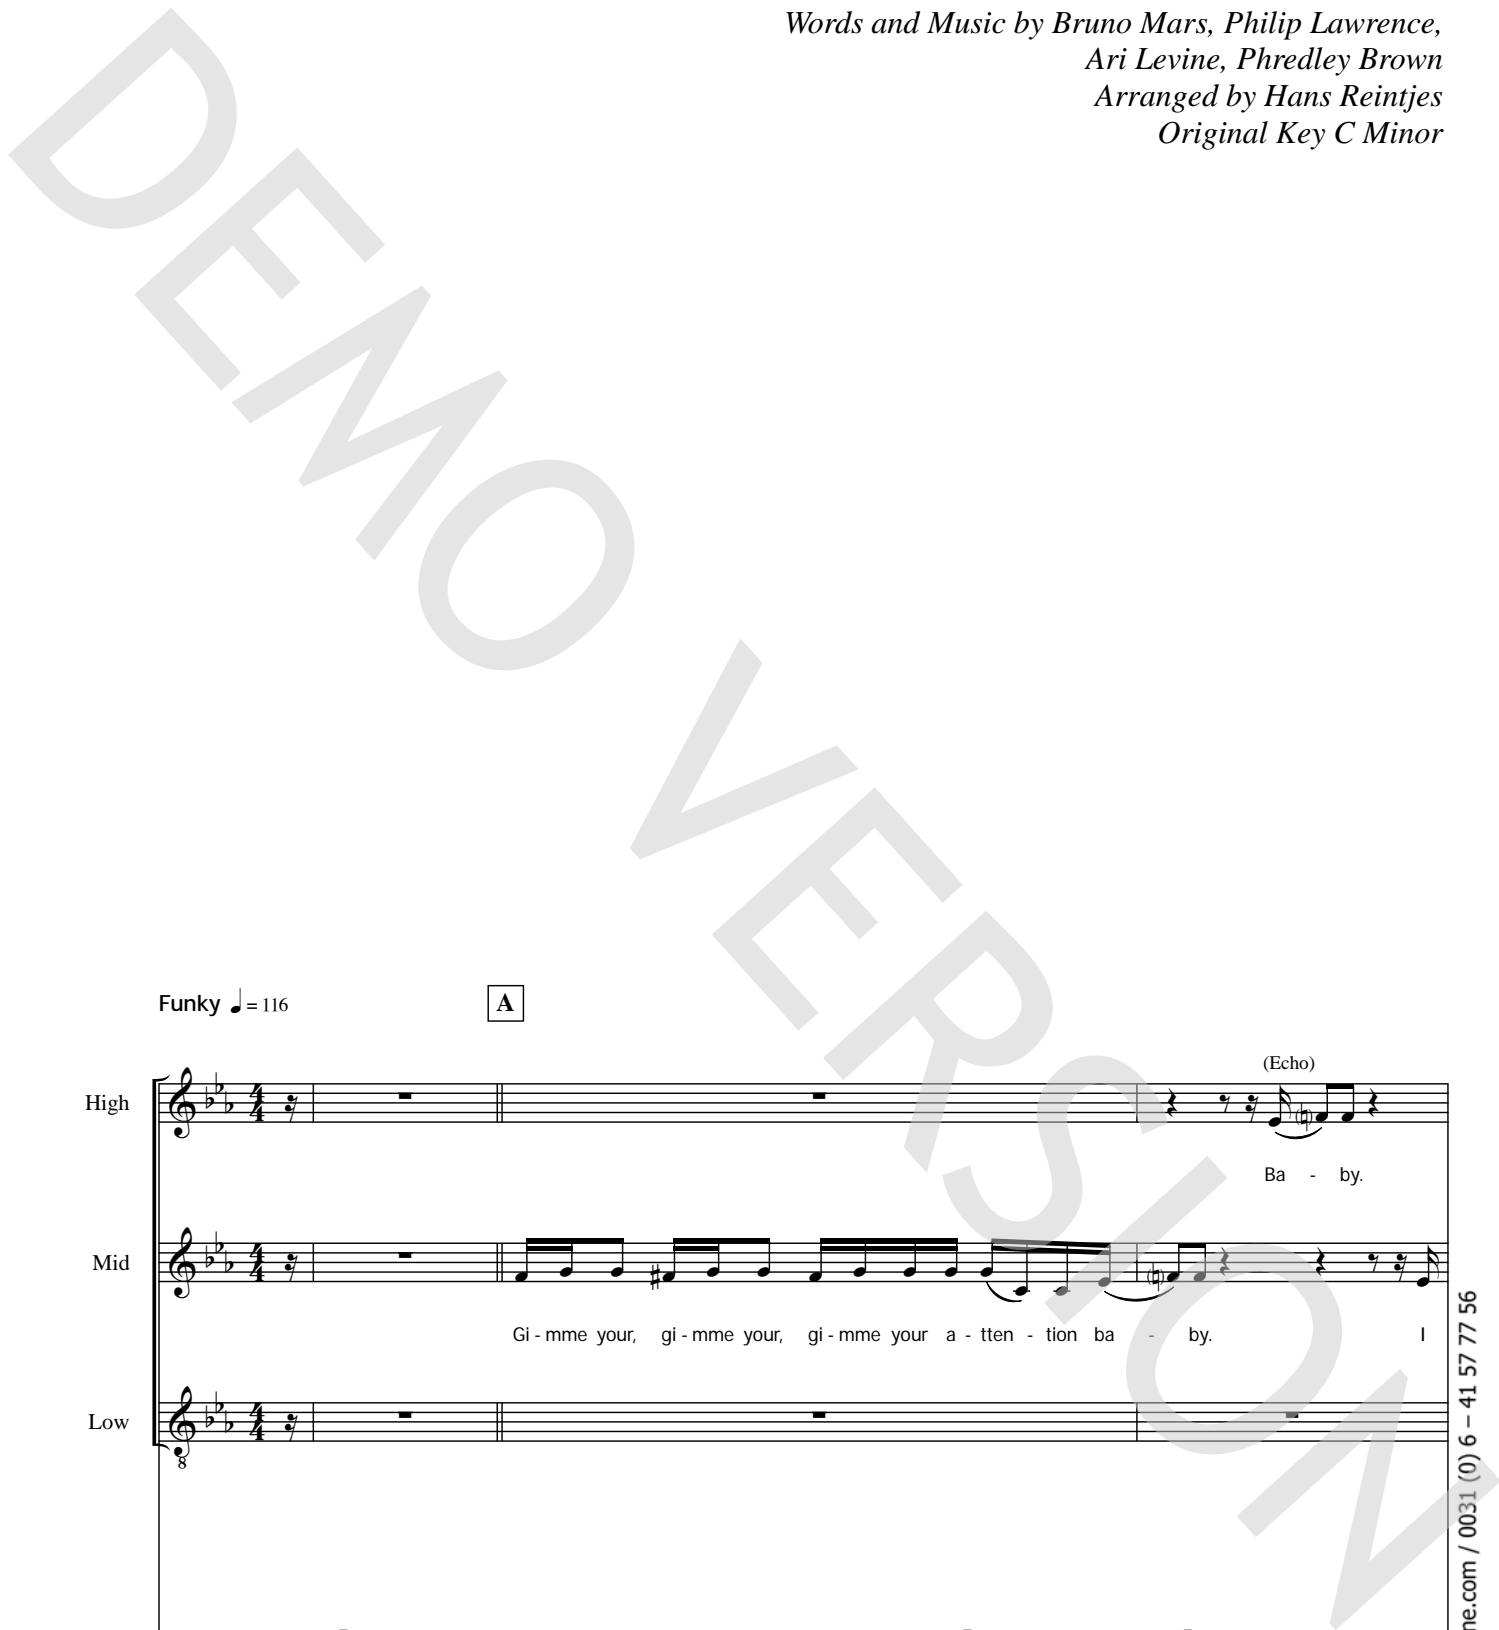 Words and Music by Bruno Mars, Philip Lawrence,
Ari Levine, Phredley Brown
Arranged by Hans Reintjes
Original Key C Minor
DEMO VERSION
Funky = 116
A
(Echo)
High
Ba - by.
Mid
Gi - mme your, gi - mme your, gi - mme your a - tten - tion ba - by. I
Low
8
ne.com / 0031 (0) 6 – 41 57 77 56